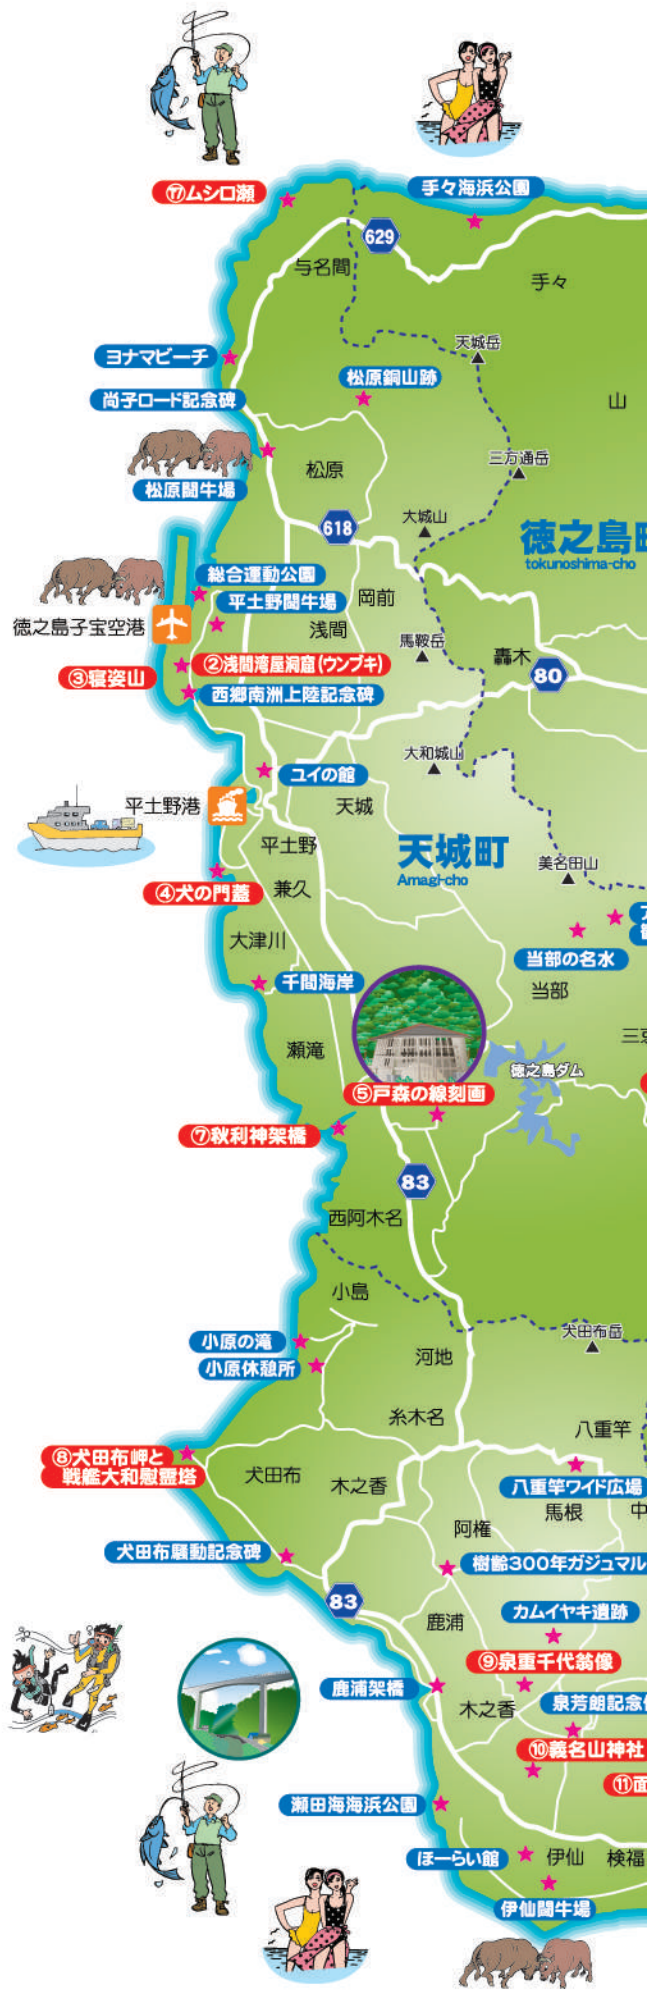 ⑰ムシロ瀬
手々海浜公園
629
与名間
手々
天城岳
ヨナマビーチ
松原銅山跡
尚子ロード記念碑
山
松原
三方通岳
松原闘牛場
大城山
618
徳之島町
tokunoshima-cho
総合運動公園
平土野闘牛場
岡前
徳之島子宝空港
浅間
馬鞍岳
轟木
②浅間湾屋洞窟(ウンブキ)
③寝姿山
80
西郷南洲上陸記念碑
大和城山
ユイの館
平土野港
天城
平土野
天城町
Amagi-cho
美名田山
④犬の門蓋
兼久
大津川
当部の名水
千間海岸
当部
瀬滝
三京
徳之島ダム
⑤戸森の線刻画
⑦秋利神架橋
83
西阿木名
小島
犬田布岳
小原の滝
河地
小原休憩所
糸木名
八重竿
⑧犬田布岬と
戦艦大和慰霊塔
犬田布
木之香
八重竿ワイド広場
馬根
中
阿権
犬田布騒動記念碑
樹齢300年ガジュマル
83
カムイヤキ遺跡
鹿浦
⑨泉重千代翁像
鹿浦架橋
木之香
泉芳朗記念
⑩義名山神社
⑪面
瀬田海海浜公園
ほーらい館
伊仙
検福
伊仙闘牛場